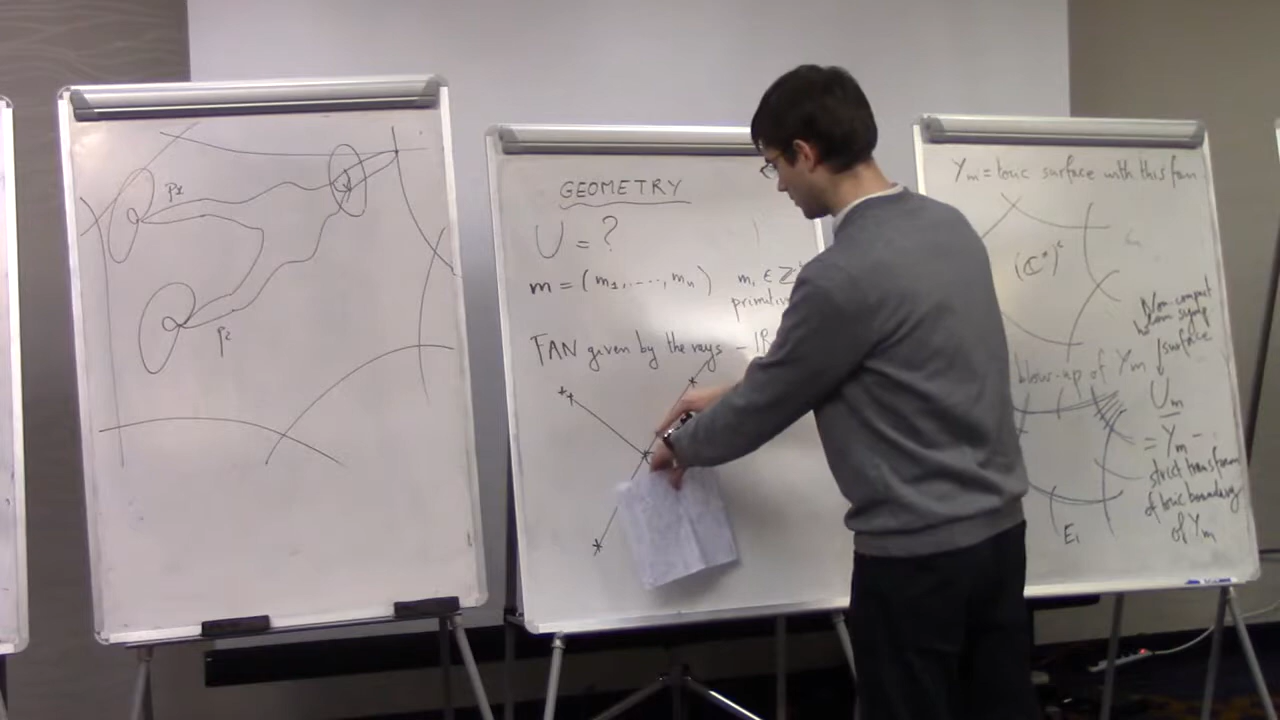 p1
p2
GEOMETRY
U = ?
m = (m1, ..., mn) mi ∈ ℤ
primitiv
FAN given by the rays - IR
Ym = toric surface with this fan
(ℂ*)²
Non-compact
surface
blow-up of Ym
Um
= Ym -
strict transform
of toric boundary
of Ym
E1